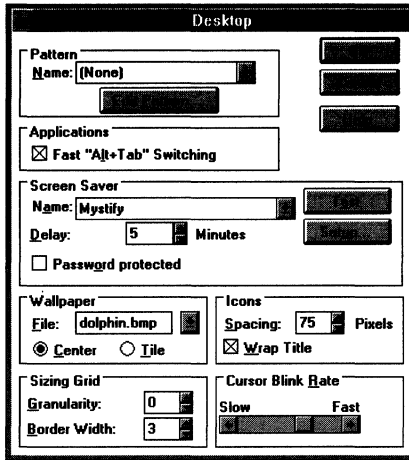 Desktop
Pattern
Name: (None)
Applications
Fast "Alt+Tab" Switching
Screen Saver
Name: Mystify
Delay: 5 Minutes
Password protected
Wallpaper
File: dolphin.bmp
Center Tile
Icons
Spacing: 75 Pixels
Wrap Title
Sizing Grid
Granularity: 0
Border Width: 3
Cursor Blink Rate
Slow Fast